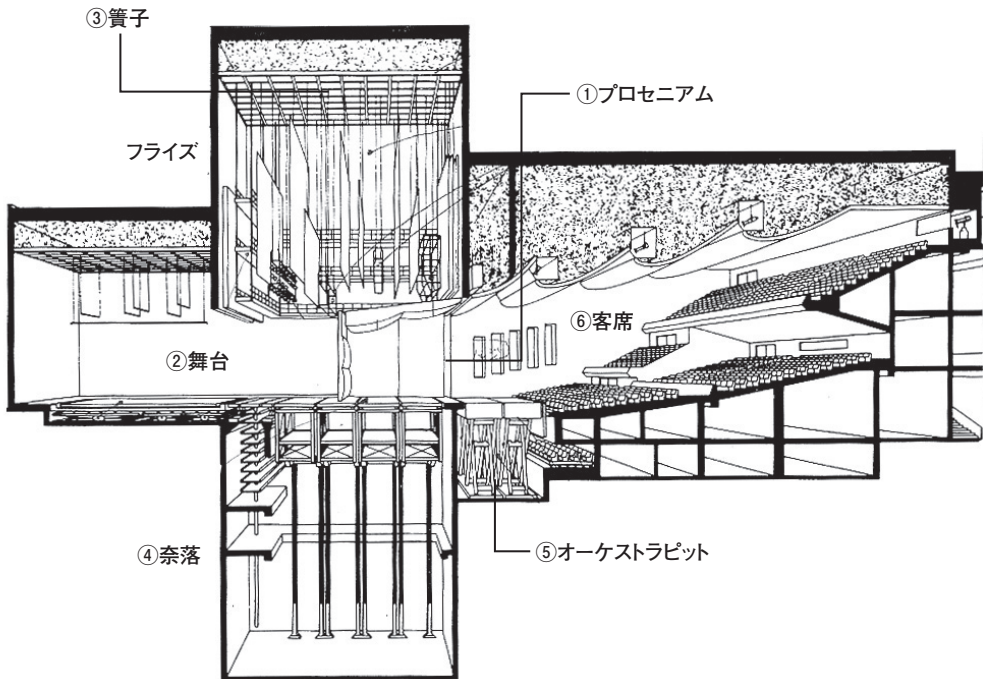 ③簀子
①プロセニアム
フライズ
⑥客席
②舞台
④奈落
⑤オーケストラピット